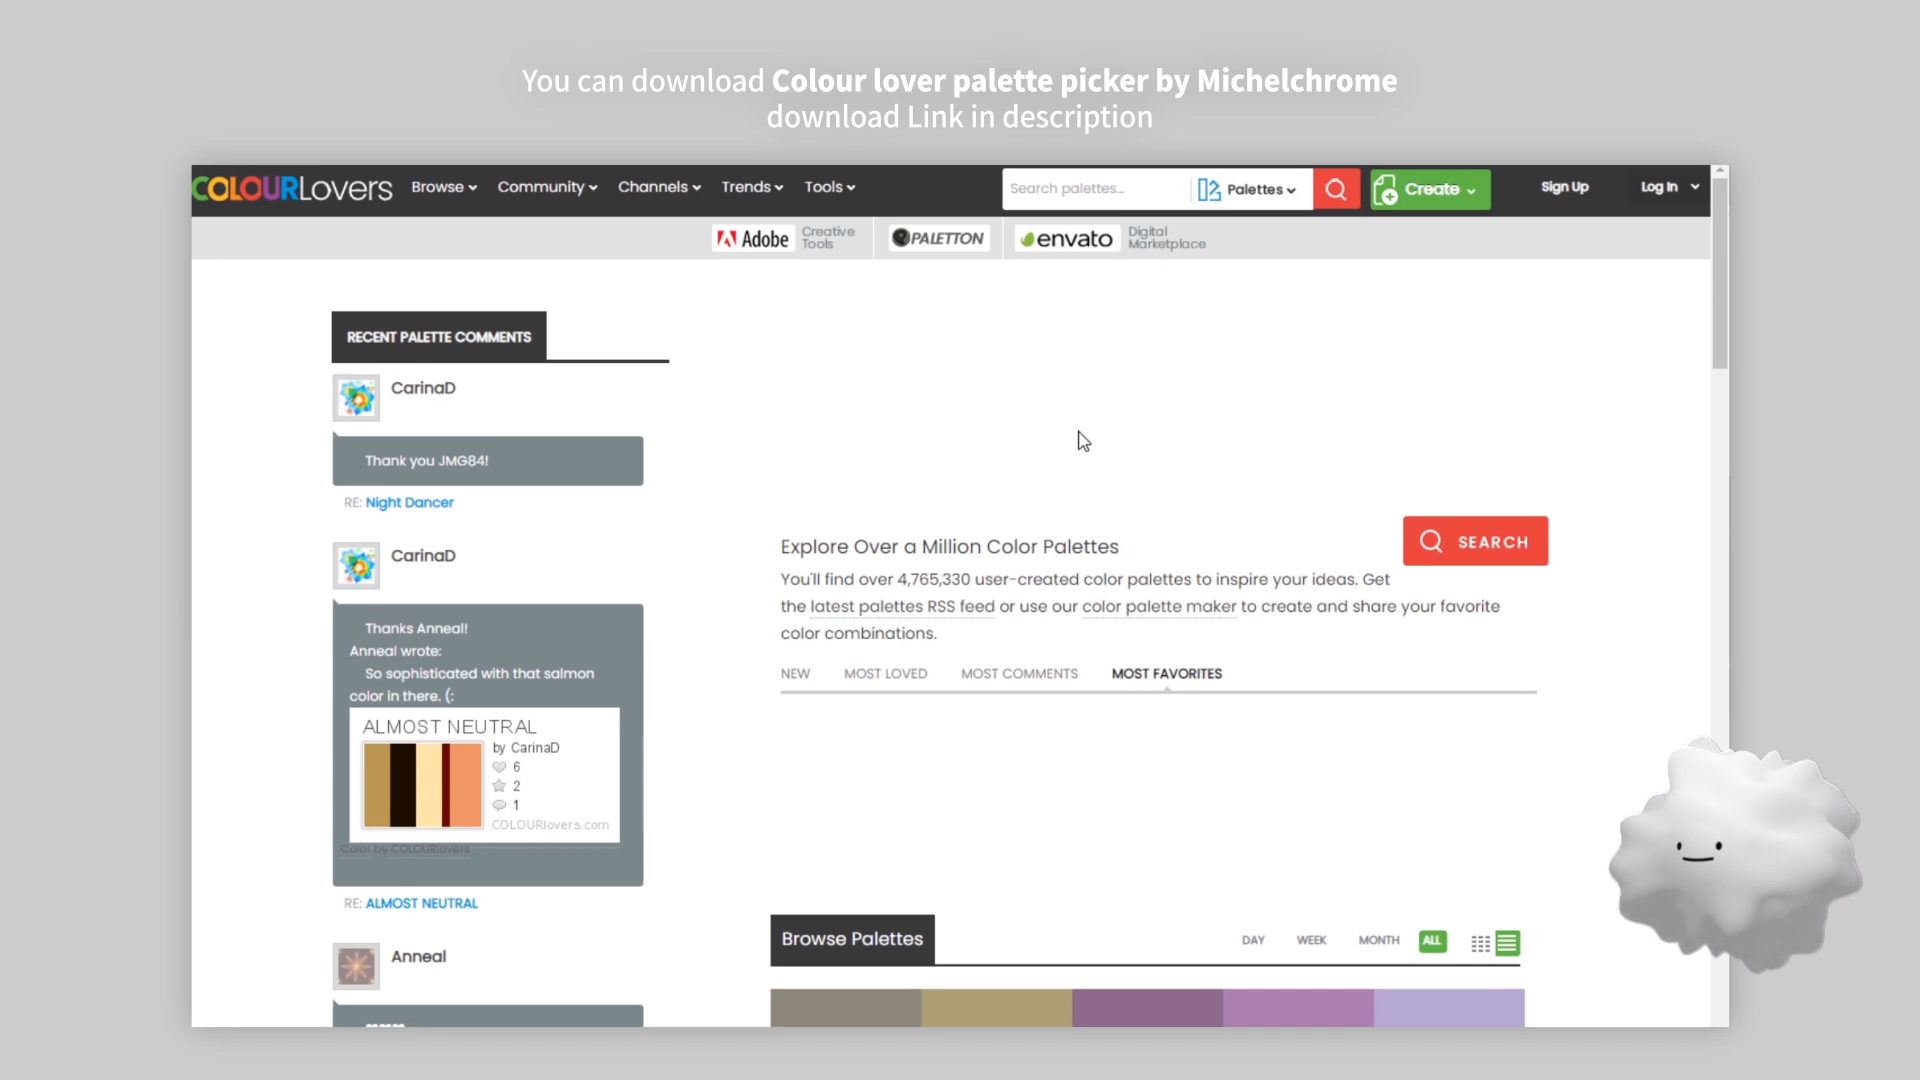 You can download Colour lover palette picker by Michelchrome
download Link in description
COLOURLovers Browse Community Channels Trends Tools Search palettes... Palettes Create Sign Up Log In
Adobe Creative Tools PALETTON envato Digital Marketplace
RECENT PALETTE COMMENTS
CarinaD
Thank you JMG84!
RE: Night Dancer
CarinaD
Thanks Anneal!
Anneal wrote:
So sophisticated with that salmon
color in there. (:
ALMOST NEUTRAL
by CarinaD
6
2
1
COLOURlovers.com
Color by COLOURlovers
RE: ALMOST NEUTRAL
Anneal
SEARCH
Explore Over a Million Color Palettes
You'll find over 4,765,330 user-created color palettes to inspire your ideas. Get
the latest palettes RSS feed or use our color palette maker to create and share your favorite
color combinations.
NEW MOST LOVED MOST COMMENTS MOST FAVORITES
Browse Palettes DAY WEEK MONTH ALL